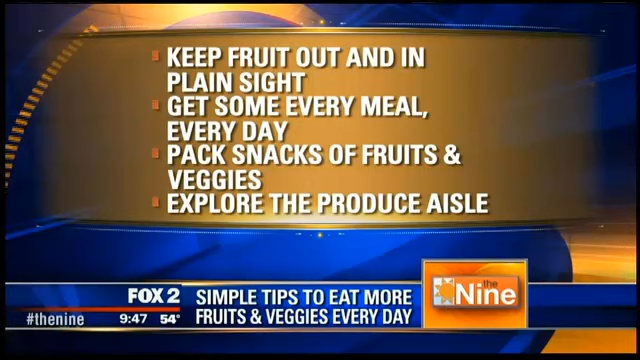 KEEP FRUIT OUT AND IN
PLAIN SIGHT
GET SOME EVERY MEAL,
EVERY DAY
PACK SNACKS OF FRUITS &
VEGGIES
EXPLORE THE PRODUCE AISLE
FOX 2
#thenine
9:47 54°
SIMPLE TIPS TO EAT MORE
FRUITS & VEGGIES EVERY DAY
the
Nine